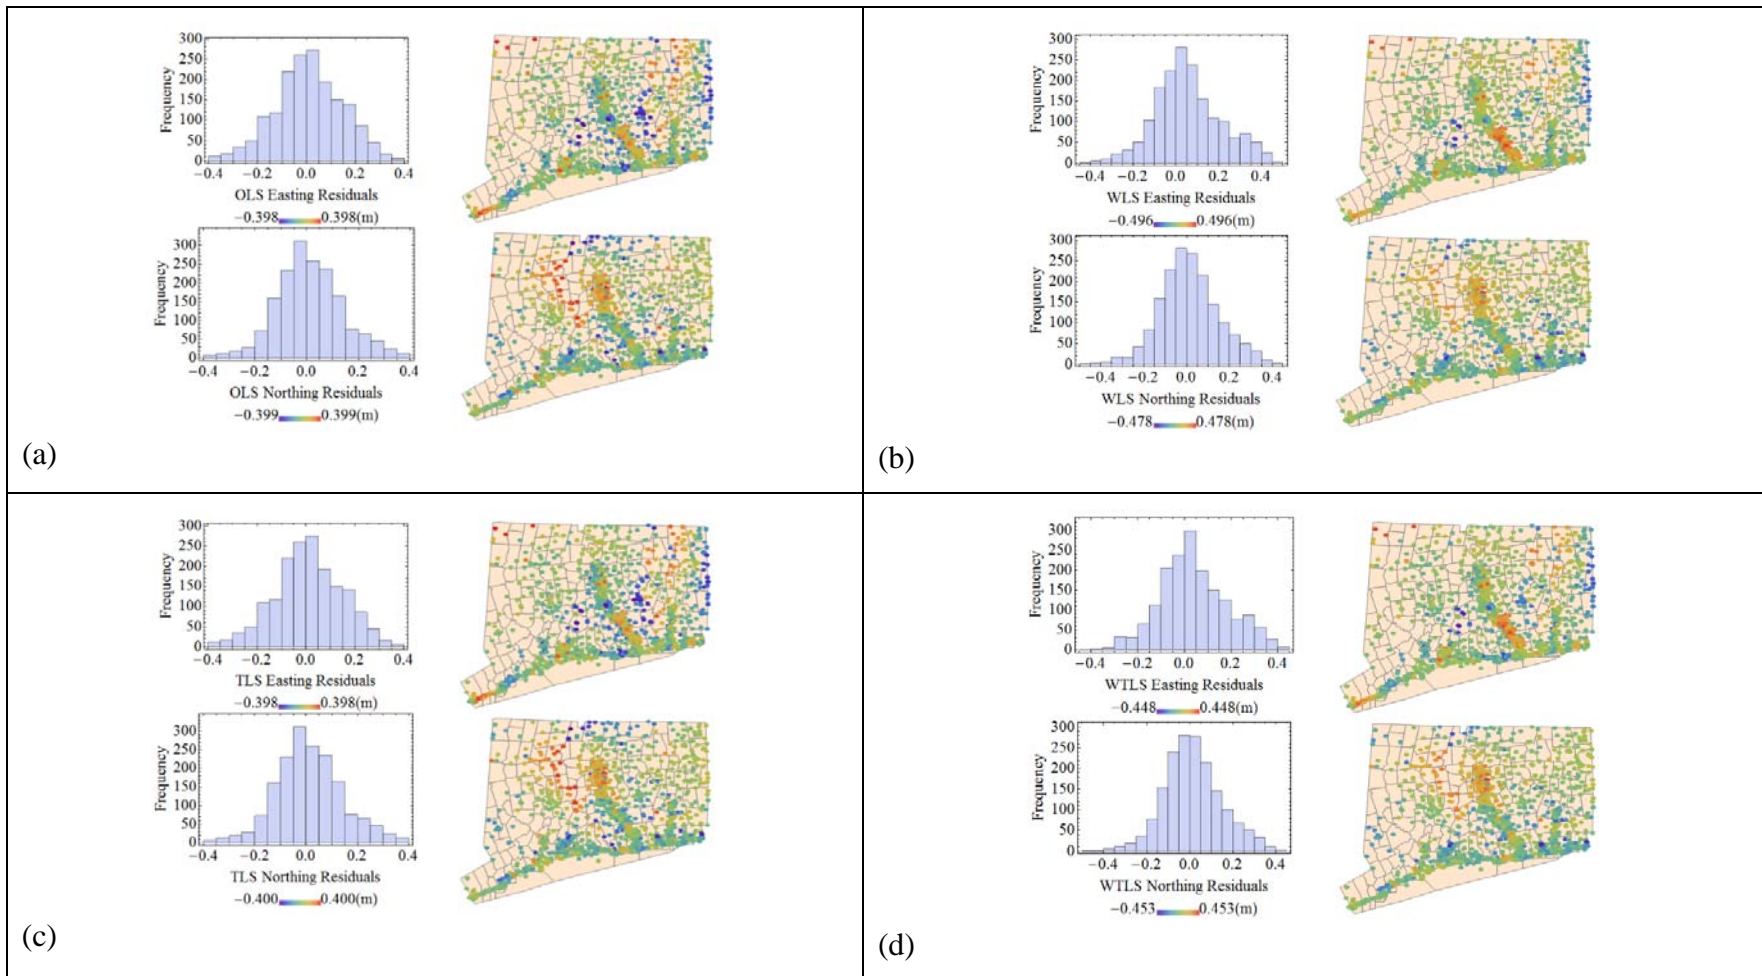 300
250
200
150
100
50
0
Frequency
−0.4 −0.2 0.0 0.2 0.4
OLS Easting Residuals
−0.398 0.398(m)
300
250
200
150
100
50
0
Frequency
−0.4 −0.2 0.0 0.2 0.4
OLS Northing Residuals
−0.399 0.399(m)
(a)
300
250
200
150
100
50
0
Frequency
−0.4 −0.2 0.0 0.2 0.4
WLS Easting Residuals
−0.496 0.496(m)
300
250
200
150
100
50
0
Frequency
−0.4 −0.2 0.0 0.2 0.4
WLS Northing Residuals
−0.478 0.478(m)
(b)
300
250
200
150
100
50
0
Frequency
−0.4 −0.2 0.0 0.2 0.4
TLS Easting Residuals
−0.398 0.398(m)
300
250
200
150
100
50
0
Frequency
−0.4 −0.2 0.0 0.2 0.4
TLS Northing Residuals
−0.400 0.400(m)
(c)
300
250
200
150
100
50
0
Frequency
−0.4 −0.2 0.0 0.2 0.4
WTLS Easting Residuals
−0.448 0.448(m)
300
250
200
150
100
50
0
Frequency
−0.4 −0.2 0.0 0.2 0.4
WTLS Northing Residuals
−0.453 0.453(m)
(d)